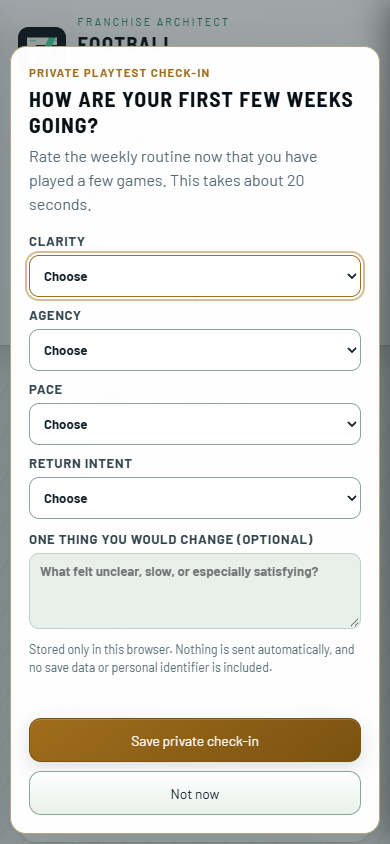 FRANCHISE ARCHITECT
FOOTBALL
PRIVATE PLAYTEST CHECK-IN
HOW ARE YOUR FIRST FEW WEEKS
GOING?
Rate the weekly routine now that you have
played a few games. This takes about 20
seconds.
CLARITY
Choose
AGENCY
Choose
PACE
Choose
RETURN INTENT
Choose
ONE THING YOU WOULD CHANGE (OPTIONAL)
What felt unclear, slow, or especially satisfying?
Stored only in this browser. Nothing is sent automatically, and
no save data or personal identifier is included.
Save private check-in
Not now